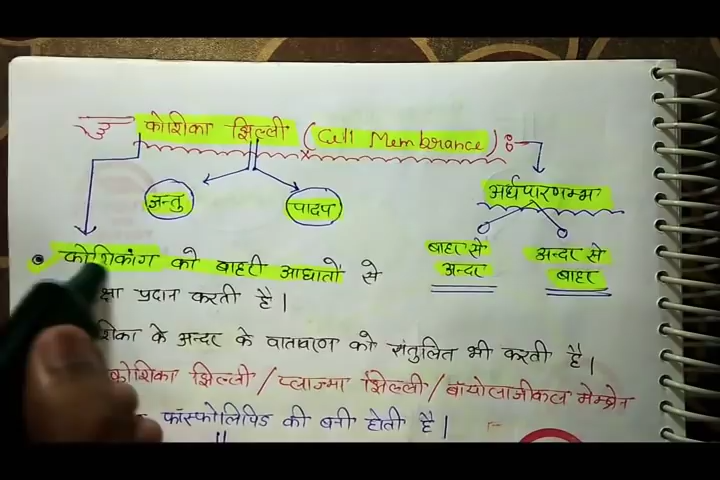 कोशिका झिल्ली (Cell Membrance) :-
जन्तु पादप
अर्धपारगम्म
बाहर से अन्दर
अन्दर से बाहर
कोशिकांग को बाहरी आघातों से
प्रदान करती है।
के अन्दर के वातावरण को संतुलित भी करती है।
कोशिका झिल्ली / प्लाज्मा झिल्ली / बॉयोलाजीकल मेम्ब्रेन
फॉस्फोलिपिड की बनी होती है।